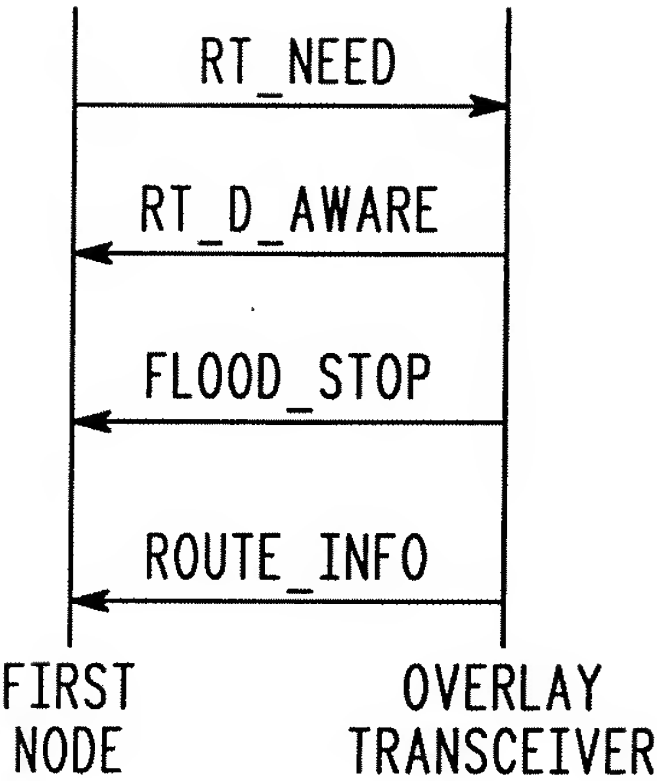 RT_NEED
RT_D_AWARE
FLOOD_STOP
ROUTE_INFO
FIRST NODE
OVERLAY TRANSCEIVER